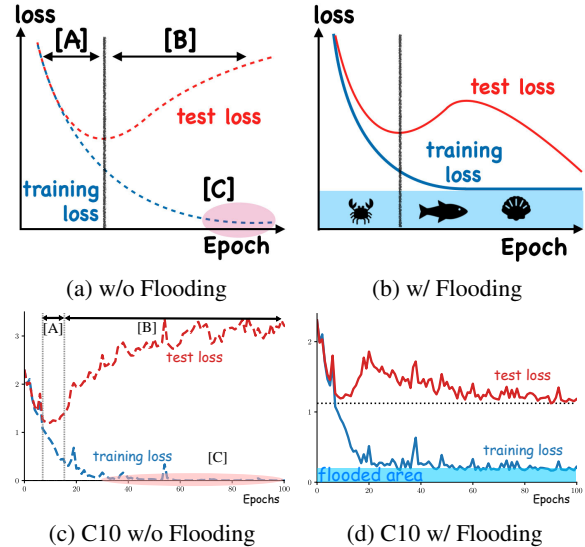 loss
[A]
[B]
test loss
training
loss
[C]
Epoch
(a) w/o Flooding
test loss
training
loss
Epoch
(b) w/ Flooding
[A]
[B]
3
2
1
0
test loss
training loss
[C]
0
20
40
60
80
100
Epochs
(c) C10 w/o Flooding
2
1
0
test loss
training loss
flooded area
0
20
40
60
80
100
Epochs
(d) C10 w/ Flooding